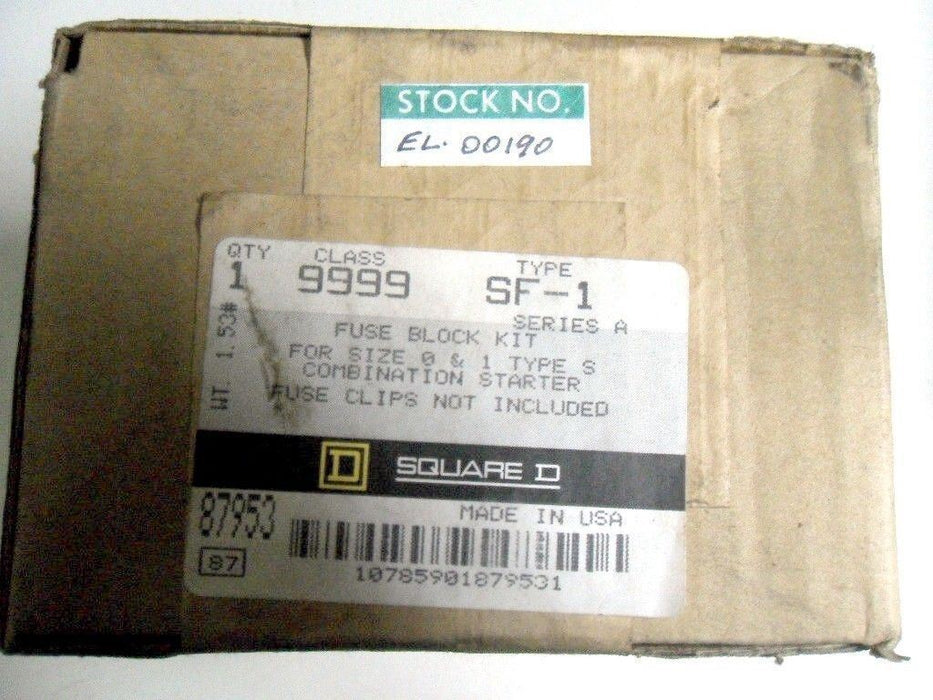 STOCK NO.
EL. D0190
QTY CLASS TYPE
1 9999 SF-1
SERIES A
WT. 1.53#
FUSE BLOCK KIT
FOR SIZE 0 & 1 TYPE S
COMBINATION STARTER
FUSE CLIPS NOT INCLUDED
D SQUARE D
87953
MADE IN USA
87
10785901879531